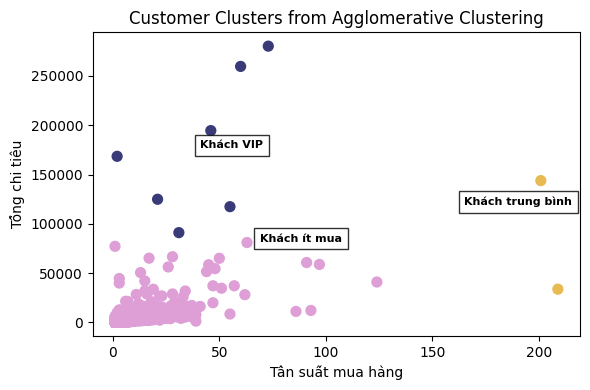 Customer Clusters from Agglomerative Clustering
Tổng chi tiêu
250000
200000
150000
100000
50000
0
Khách VIP
Khách trung bình
Khách ít mua
0 50 100 150 200
Tần suất mua hàng